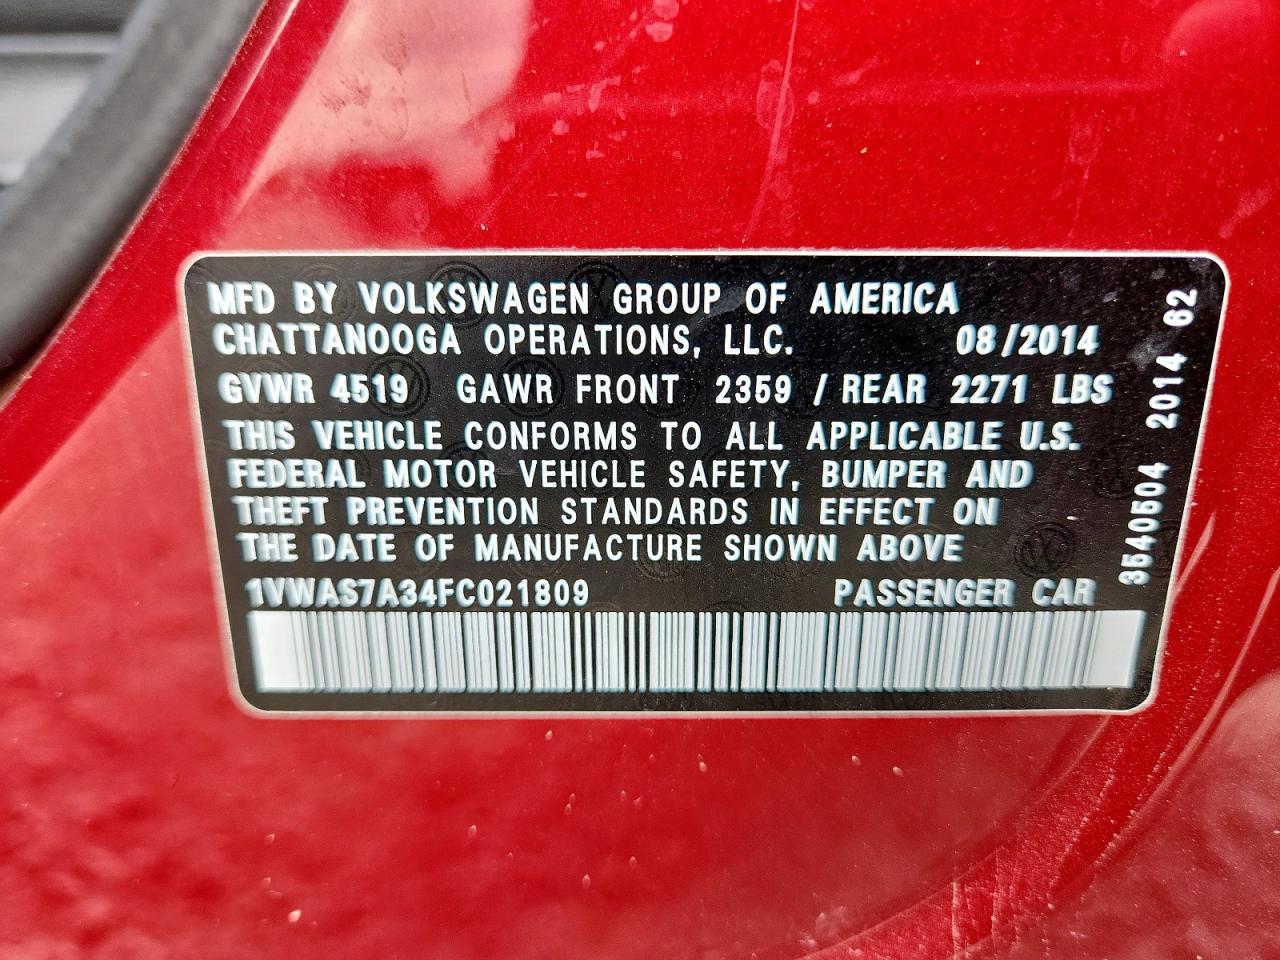 MFD BY VOLKSWAGEN GROUP OF AMERICA
CHATTANOOGA OPERATIONS, LLC. 08/2014
GVWR 4519 GAWR FRONT 2359 / REAR 2271 LBS
THIS VEHICLE CONFORMS TO ALL APPLICABLE U.S.
FEDERAL MOTOR VEHICLE SAFETY, BUMPER AND
THEFT PREVENTION STANDARDS IN EFFECT ON
THE DATE OF MANUFACTURE SHOWN ABOVE
1VWAS7A34FC021809 PASSENGER CAR
3540504 2014 62